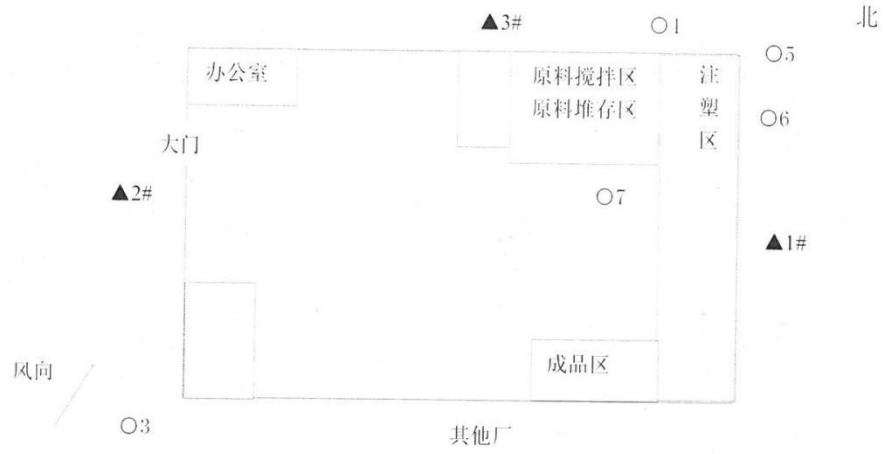 北
▲3#
○1
○5
办公室
原料搅拌区
原料堆存区
注塑区
○6
大门
▲2#
○7
▲1#
成品区
风向
○3
其他厂